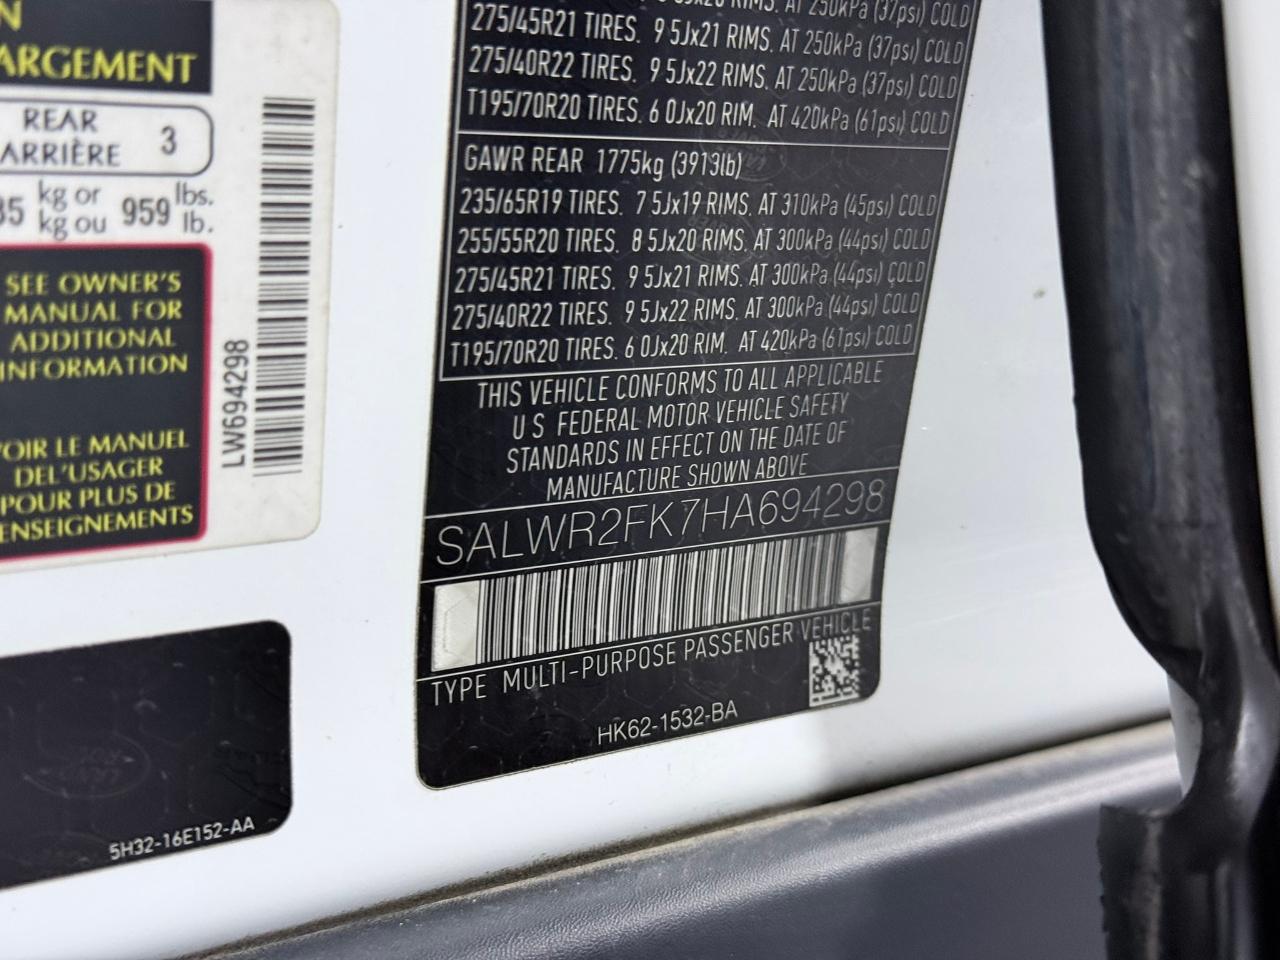 N
ARGEMENT
REAR
ARRIÈRE 3
kg or
kg ou 959 lbs.
lb.
SEE OWNER'S
MANUAL FOR
ADDITIONAL
INFORMATION
OIR LE MANUEL
DEL'USAGER
POUR PLUS DE
ENSEIGNEMENTS
LW694298
5H32-16E152-AA
RIMS, AT 250kPa (37psi) COLD
275/45R21 TIRES. 9 5Jx21 RIMS. AT 250kPa (37psi) COLD
275/40R22 TIRES. 9 5Jx22 RIMS. AT 250kPa (37psi) COLD
T195/70R20 TIRES. 6 0Jx20 RIM. AT 420kPa (61psi) COLD
GAWR REAR 1775kg (3913lb)
235/65R19 TIRES. 7 5Jx19 RIMS. AT 310kPa (45psi) COLD
255/55R20 TIRES. 8 5Jx20 RIMS. AT 300kPa (44psi) COLD
275/45R21 TIRES. 9 5Jx21 RIMS. AT 300kPa (44psi) COLD
275/40R22 TIRES. 9 5Jx22 RIMS. AT 300kPa (44psi) COLD
T195/70R20 TIRES. 6 0Jx20 RIM. AT 420kPa (61psi) COLD
THIS VEHICLE CONFORMS TO ALL APPLICABLE
U S FEDERAL MOTOR VEHICLE SAFETY
STANDARDS IN EFFECT ON THE DATE OF
MANUFACTURE SHOWN ABOVE
SALWR2FK7HA694298
TYPE MULTI-PURPOSE PASSENGER VEHICLE
HK62-1532-BA